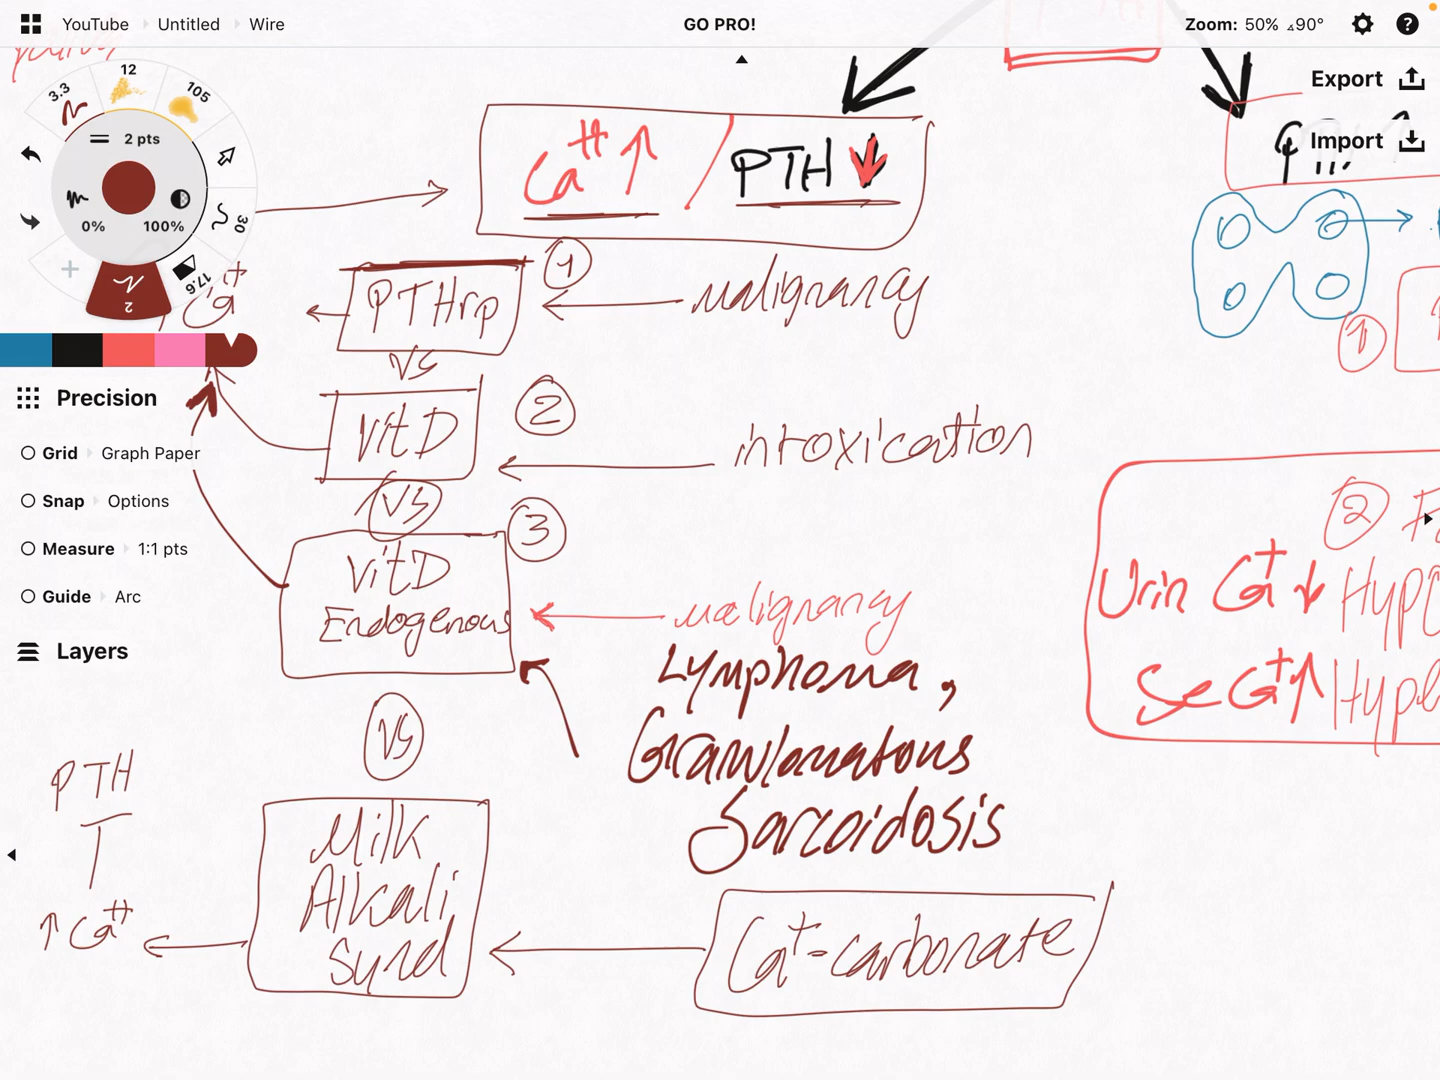 YouTube Untitled Wire
GO PRO!
Zoom: 50% ⊿90°
Export
Import
3.3
12
105
2 pts
0%
100%
30
17.6
2
Precision
Grid Graph Paper
Snap Options
Measure 1:1 pts
Guide Arc
Layers
Ca++ ↑ / PTH ↓
PTHrp
1
← malignancy
VS
VitD
2
← intoxication
VS
3
VitD
Endogenous
← malignancy
Lymphoma,
Granulomatous
Sarcoidosis
VS
Milk
Alkali
Synd
← Ca+-carbonate
PTH
↑ Ca++
1
2
Urin Ca+ ↓
Se Ca+ ↑